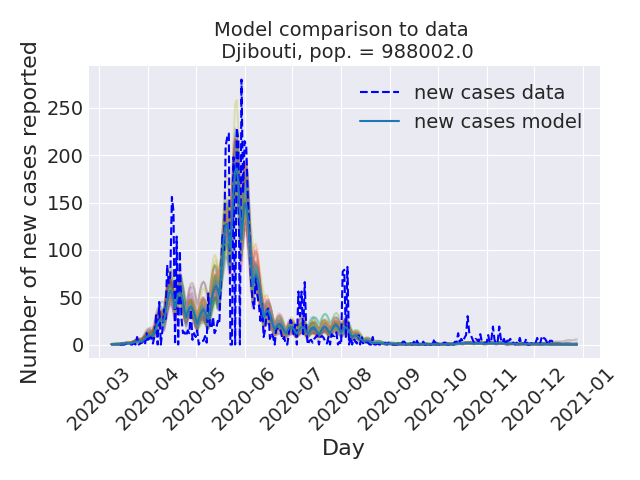 Model comparison to data
Djibouti, pop. = 988002.0
Number of new cases reported
250
200
150
100
50
0
new cases data
new cases model
2020-03
2020-04
2020-05
2020-06
2020-07
2020-08
2020-09
2020-10
2020-11
2020-12
2021-01
Day